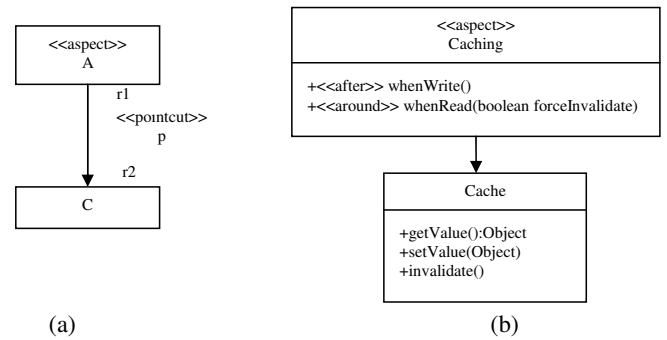 <<aspect>>
A
r1
<<pointcut>>
p
r2
C
(a)
<<aspect>>
Caching
+<<after>> whenWrite()
+<<around>> whenRead(boolean forceInvalidate)
Cache
+getValue():Object
+setValue(Object)
+invalidate()
(b)